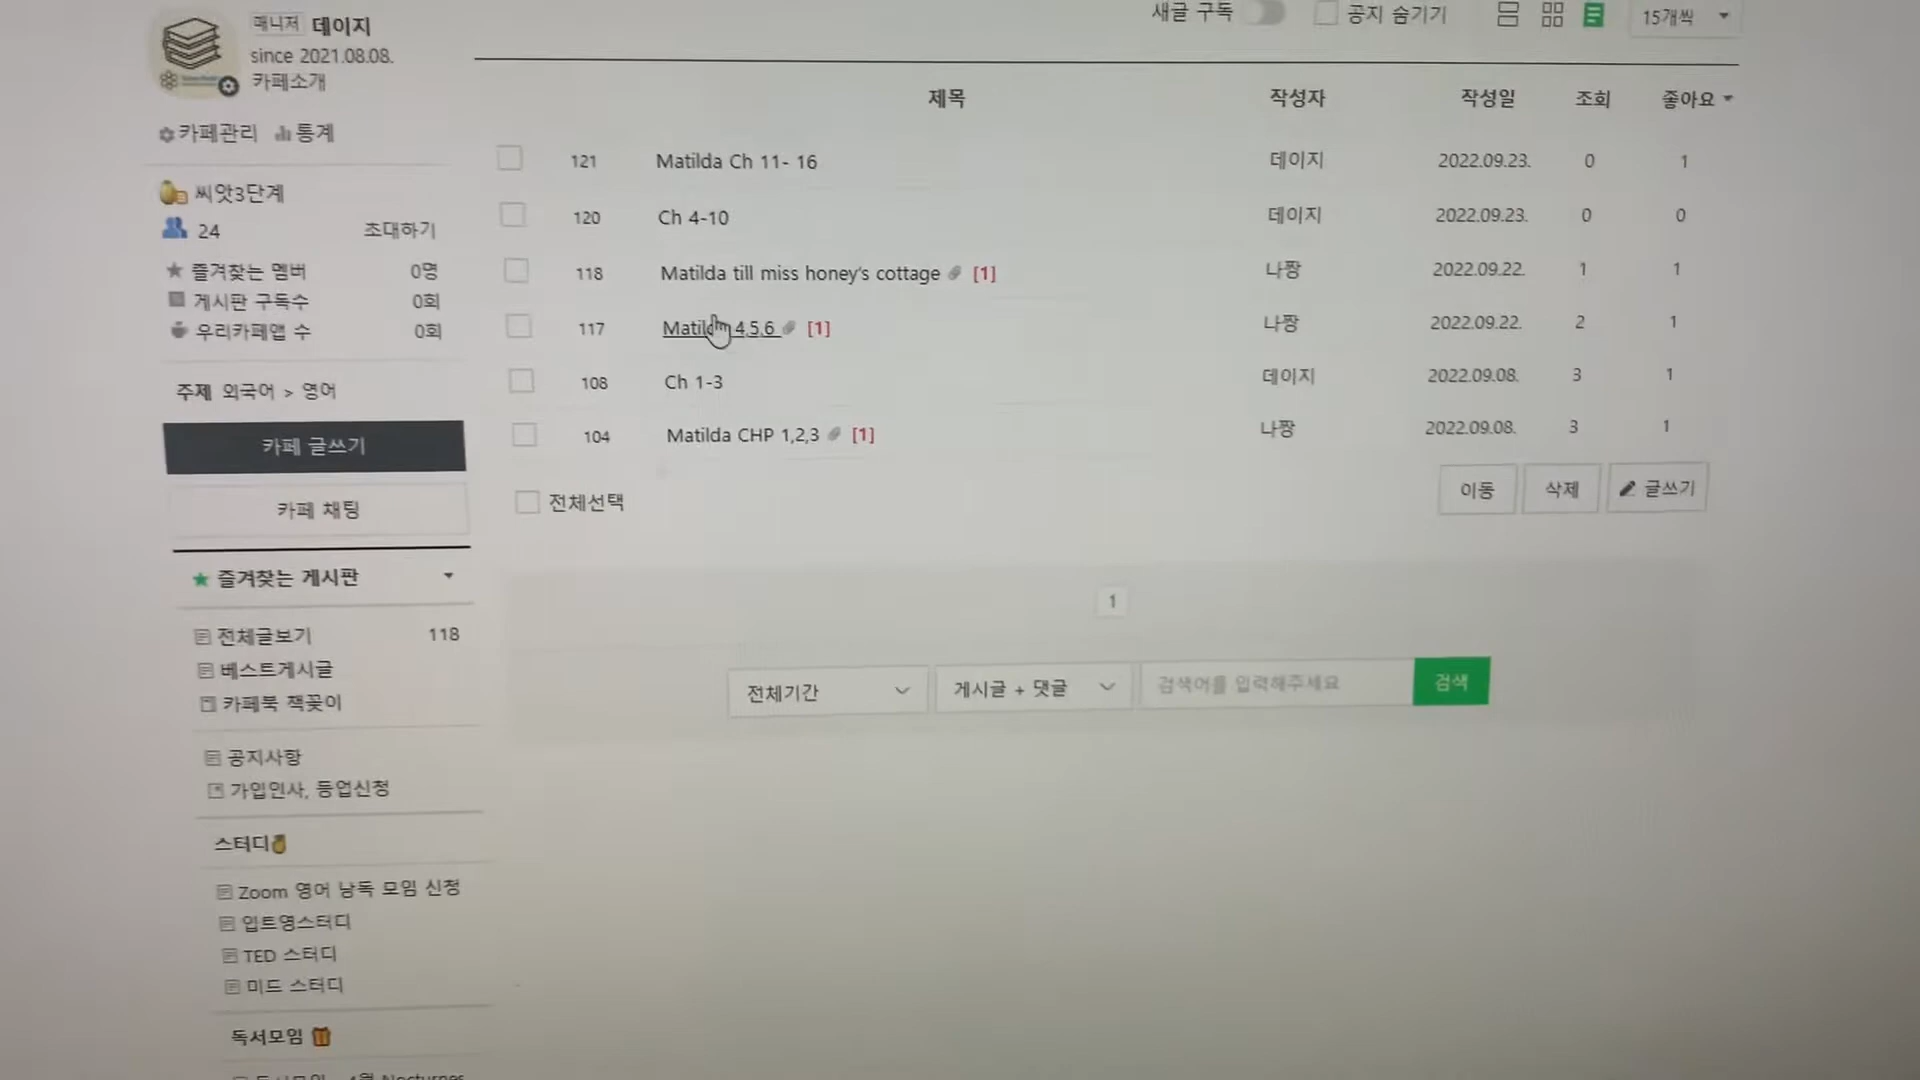 매니저 데이지
since 2021.08.08.
카페소개
카페관리 통계
씨앗3단계
24 초대하기
즐겨찾는 멤버 0명
게시판 구독수 0회
우리카페앱 수 0회
주제 외국어 > 영어
카페 글쓰기
카페 채팅
즐겨찾는 게시판
전체글보기 118
베스트게시글
카페북 책꽂이
공지사항
가입인사, 등업신청
스터디
Zoom 영어 낭독 모임 신청
입트영스터디
TED 스터디
미드 스터디
독서모임
새글 구독 공지 숨기기 15개씩
제목 작성자 작성일 조회 좋아요
121 Matilda Ch 11- 16 데이지 2022.09.23. 0 1
120 Ch 4-10 데이지 2022.09.23. 0 0
118 Matilda till miss honey's cottage [1] 나짱 2022.09.22. 1 1
117 Matilda 4,5,6 [1] 나짱 2022.09.22. 2 1
108 Ch 1-3 데이지 2022.09.08. 3 1
104 Matilda CHP 1,2,3 [1] 나짱 2022.09.08. 3 1
전체선택 이동 삭제 글쓰기
1
전체기간 게시글 + 댓글 검색어를 입력해주세요 검색